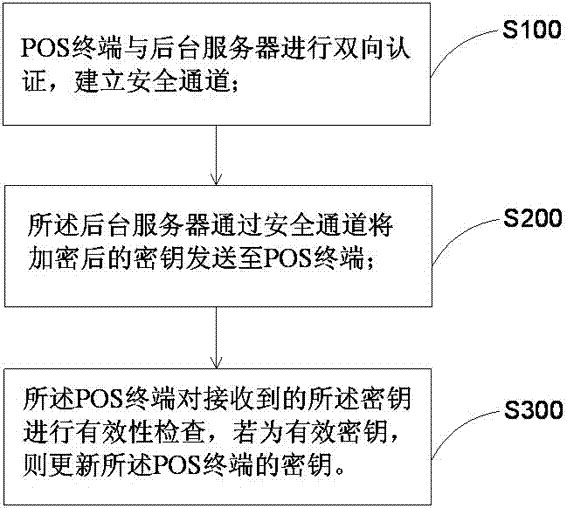 POS终端与后台服务器进行双向认
证，建立安全通道；
S100
所述后台服务器通过安全通道将
加密后的密钥发送至POS终端；
S200
所述POS终端对接收到的所述密钥
进行有效性检查，若为有效密钥，
则更新所述POS终端的密钥。
S300